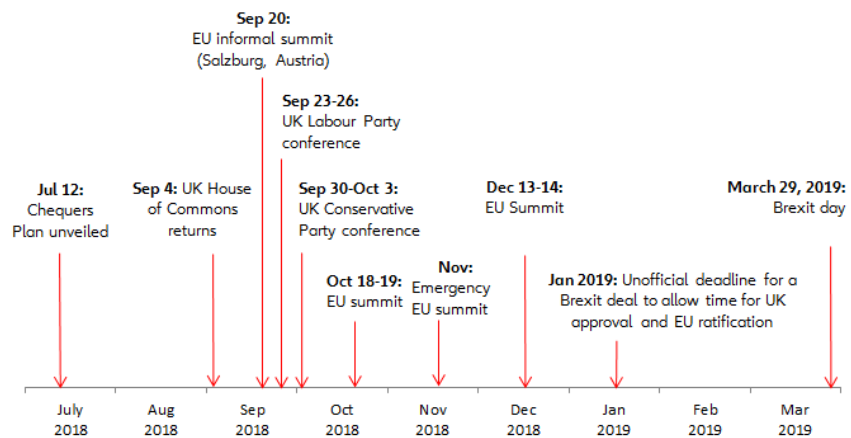 Sep 20:
EU informal summit
(Salzburg, Austria)
Sep 23-26:
UK Labour Party
conference
Jul 12:
Chequers
Plan unveiled
Sep 4: UK House
of Commons
returns
Sep 30-Oct 3:
UK Conservative
Party conference
Oct 18-19:
EU summit
Nov:
Emergency
EU summit
Dec 13-14:
EU Summit
Jan 2019: Unofficial deadline for a
Brexit deal to allow time for UK
approval and EU ratification
March 29, 2019:
Brexit day
July
2018
Aug
2018
Sep
2018
Oct
2018
Nov
2018
Dec
2018
Jan
2019
Feb
2019
Mar
2019